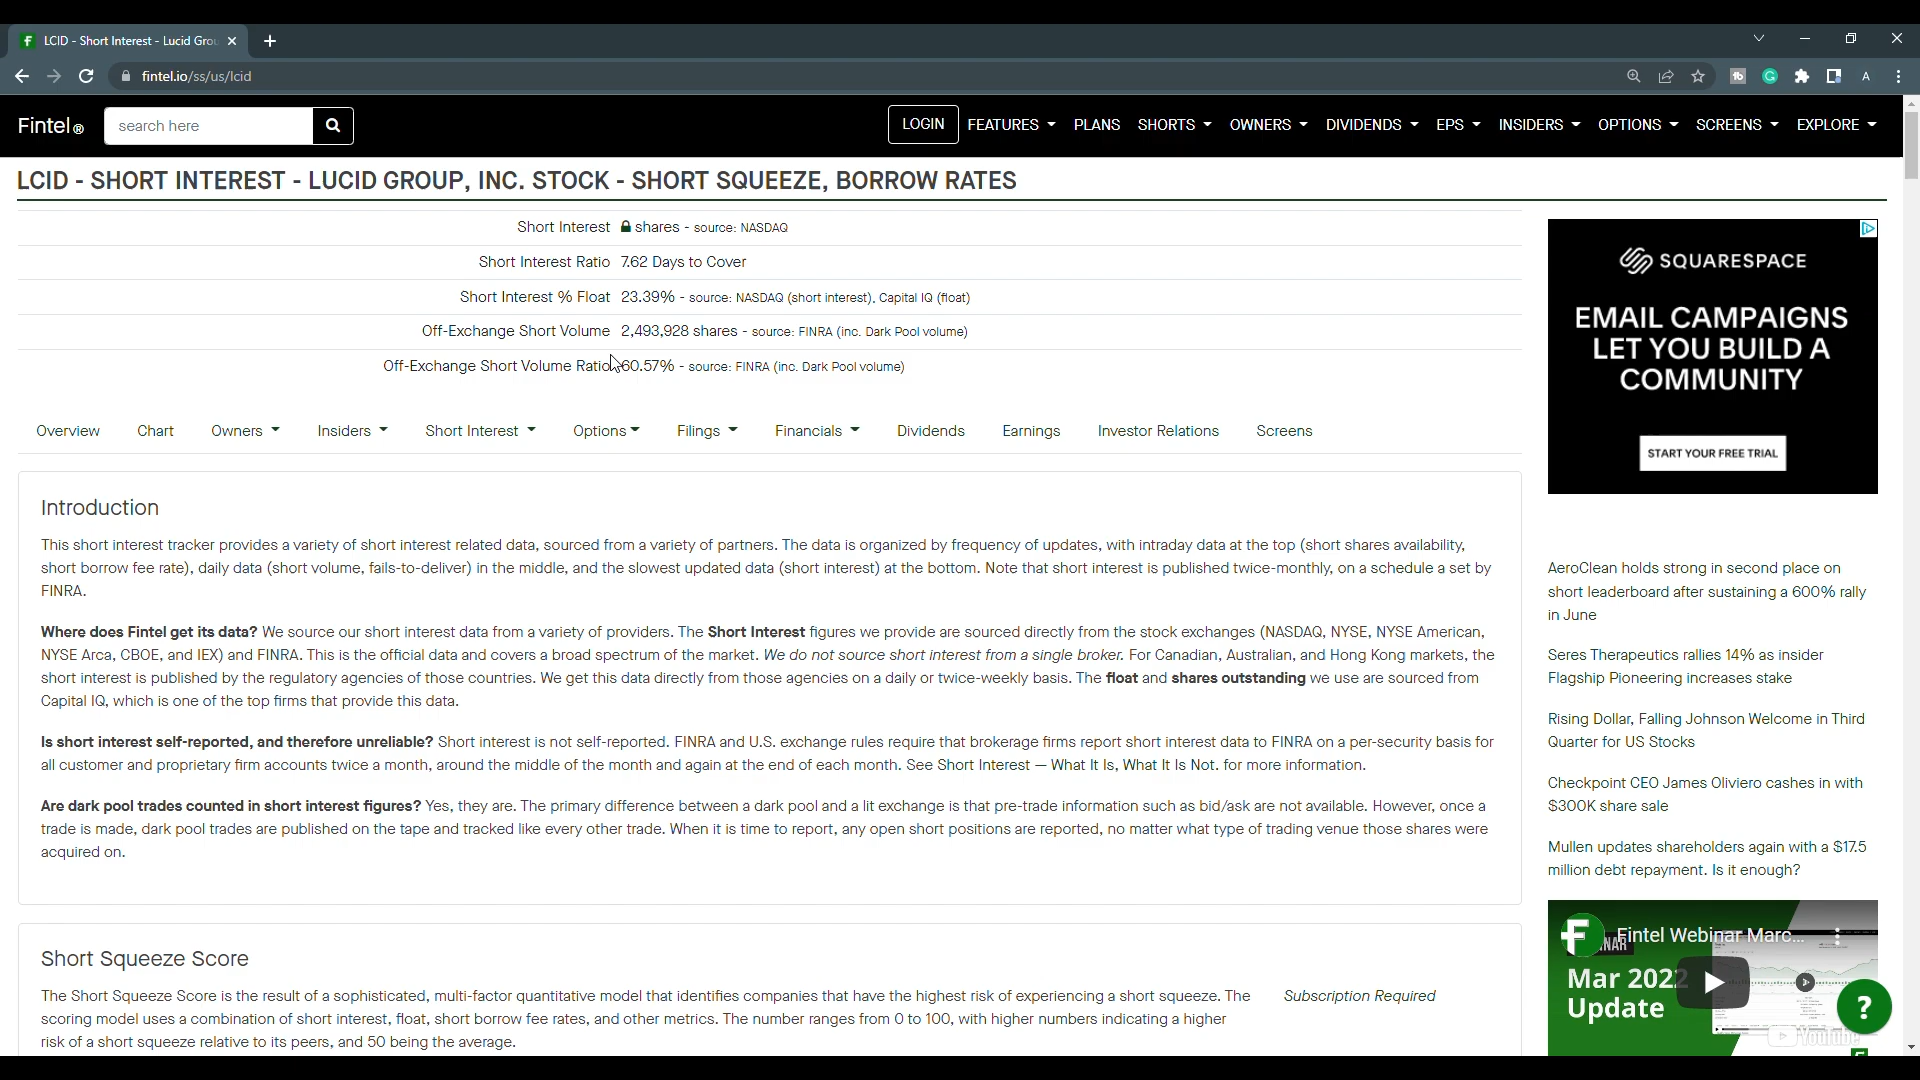 LCID - Short Interest - Lucid Grou
fintel.io/ss/us/lcid
A
Fintel®
search here
LOGIN
FEATURES
PLANS
SHORTS
OWNERS
DIVIDENDS
EPS
INSIDERS
OPTIONS
SCREENS
EXPLORE
LCID - SHORT INTEREST - LUCID GROUP, INC. STOCK - SHORT SQUEEZE, BORROW RATES
Short Interest shares - source: NASDAQ
Short Interest Ratio 7.62 Days to Cover
Short Interest % Float 23.39% - source: NASDAQ (short interest), Capital IQ (float)
Off-Exchange Short Volume 2,493,928 shares - source: FINRA (inc. Dark Pool volume)
Off-Exchange Short Volume Ratio 60.57% - source: FINRA (inc. Dark Pool volume)
SQUARESPACE
EMAIL CAMPAIGNS
LET YOU BUILD A
COMMUNITY
START YOUR FREE TRIAL
Overview
Chart
Owners
Insiders
Short Interest
Options
Filings
Financials
Dividends
Earnings
Investor Relations
Screens
Introduction
This short interest tracker provides a variety of short interest related data, sourced from a variety of partners. The data is organized by frequency of updates, with intraday data at the top (short shares availability,
short borrow fee rate), daily data (short volume, fails-to-deliver) in the middle, and the slowest updated data (short interest) at the bottom. Note that short interest is published twice-monthly, on a schedule a set by
FINRA.
Where does Fintel get its data? We source our short interest data from a variety of providers. The Short Interest figures we provide are sourced directly from the stock exchanges (NASDAQ, NYSE, NYSE American,
NYSE Arca, CBOE, and IEX) and FINRA. This is the official data and covers a broad spectrum of the market. We do not source short interest from a single broker. For Canadian, Australian, and Hong Kong markets, the
short interest is published by the regulatory agencies of those countries. We get this data directly from those agencies on a daily or twice-weekly basis. The float and shares outstanding we use are sourced from
Capital IQ, which is one of the top firms that provide this data.
Is short interest self-reported, and therefore unreliable? Short interest is not self-reported. FINRA and U.S. exchange rules require that brokerage firms report short interest data to FINRA on a per-security basis for
all customer and proprietary firm accounts twice a month, around the middle of the month and again at the end of each month. See Short Interest — What It Is, What It Is Not. for more information.
Are dark pool trades counted in short interest figures? Yes, they are. The primary difference between a dark pool and a lit exchange is that pre-trade information such as bid/ask are not available. However, once a
trade is made, dark pool trades are published on the tape and tracked like every other trade. When it is time to report, any open short positions are reported, no matter what type of trading venue those shares were
acquired on.
Short Squeeze Score
The Short Squeeze Score is the result of a sophisticated, multi-factor quantitative model that identifies companies that have the highest risk of experiencing a short squeeze. The
scoring model uses a combination of short interest, float, short borrow fee rates, and other metrics. The number ranges from 0 to 100, with higher numbers indicating a higher
risk of a short squeeze relative to its peers, and 50 being the average.
Subscription Required
AeroClean holds strong in second place on
short leaderboard after sustaining a 600% rally
in June
Seres Therapeutics rallies 14% as insider
Flagship Pioneering increases stake
Rising Dollar, Falling Johnson Welcome in Third
Quarter for US Stocks
Checkpoint CEO James Oliviero cashes in with
$300K share sale
Mullen updates shareholders again with a $17.5
million debt repayment. Is it enough?
Fintel Webinar Marc...
Mar 2022
Update
YouTube
?